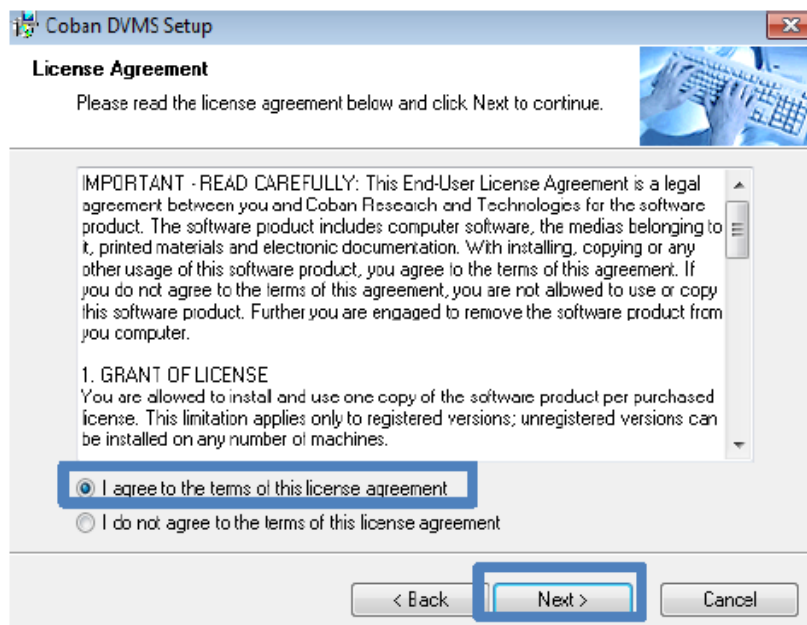 Coban DVMS Setup
License Agreement
Please read the license agreement below and click Next to continue.
IMPORTANT - READ CAREFULLY: This End-User License Agreement is a legal
agreement between you and Coban Research and Technologies for the software
product. The software product includes computer software, the medias belonging to
it, printed materials and electronic documentation. With installing, copying or any
other usage of this software product, you agree to the terms of this agreement. If
you do not agree to the terms of this agreement, you are not allowed to use or copy
this software product. Further you are engaged to remove the software product from
you computer.
1. GRANT OF LICENSE
You are allowed to install and use one copy of the software product per purchased
license. This limitation applies only to registered versions; unregistered versions can
be installed on any number of machines.
I agree to the terms of this license agreement
I do not agree to the terms of this license agreement
< Back Next > Cancel